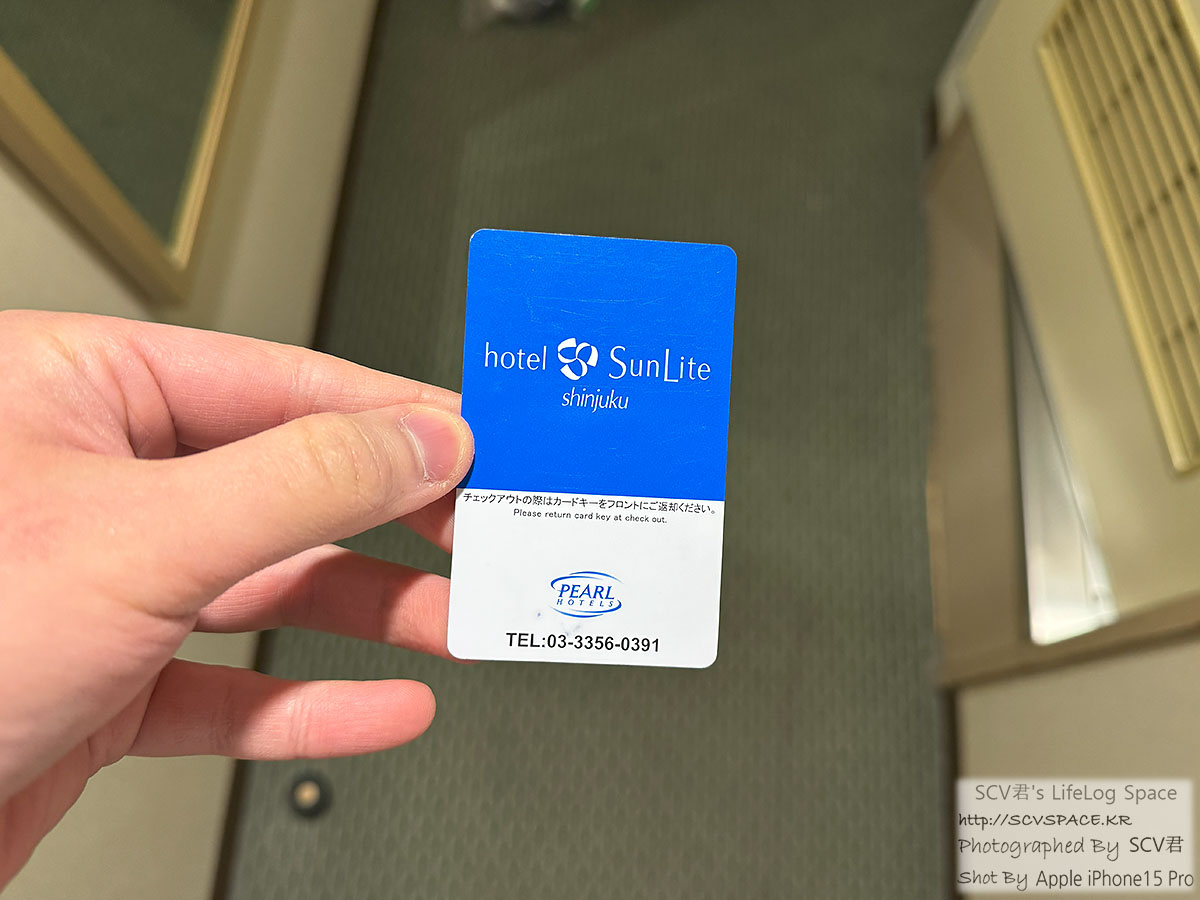 hotel SunLite
shinjuku
チェックアウトの際はカードキーをフロントにご返却ください。
Please return card key at check out.
PEARL
HOTELS
TEL:03-3356-0391
SCV君's LifeLog Space
http://SCVSPACE.KR
Photographed By SCV君
Shot By Apple iPhone15 Pro